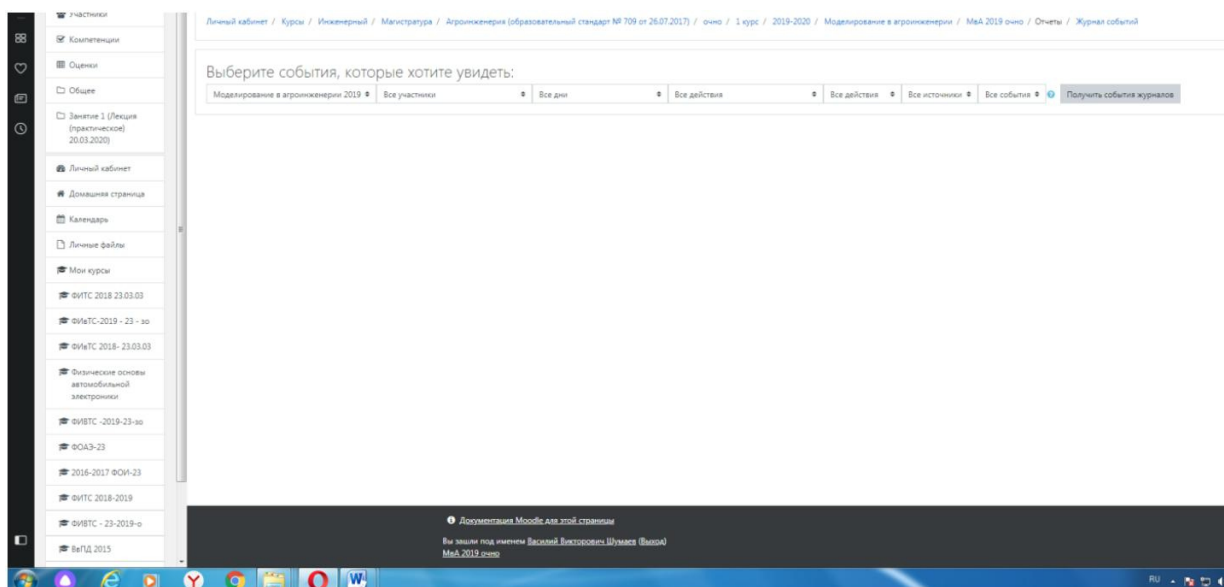 Участники
Компетенции
Оценки
Общее
Занятие 1 (Лекция
(практическое)
20.03.2020)
Личный кабинет
Домашняя страница
Календарь
Личные файлы
Мои курсы
ФИТС 2018 23.03.03
ФИвТС-2019 - 23 - зо
ФИвТС 2018- 23.03.03
Физические основы
автомобильной
электроники
ФИВТС -2019-23-зо
ФОАЭ-23
2016-2017 ФОИ-23
ФИТС 2018-2019
ФИВТС - 23-2019-о
ВвПД 2015
Личный кабинет / Курсы / Инженерный / Магистратура / Агроинженерия (образовательный стандарт № 709 от 26.07.2017) / очно / 1 курс / 2019-2020 / Моделирование в агроинженерии / МвА 2019 очно / Отчеты / Журнал событий
Выберите события, которые хотите увидеть:
Моделирование в агроинженерии 2019 Все участники Все дни Все действия Все действия Все источники Все события Получить события журналов
Документация Moodle для этой страницы
Вы зашли под именем Василий Викторович Шумаев (Выход)
МвА 2019 очно
RU